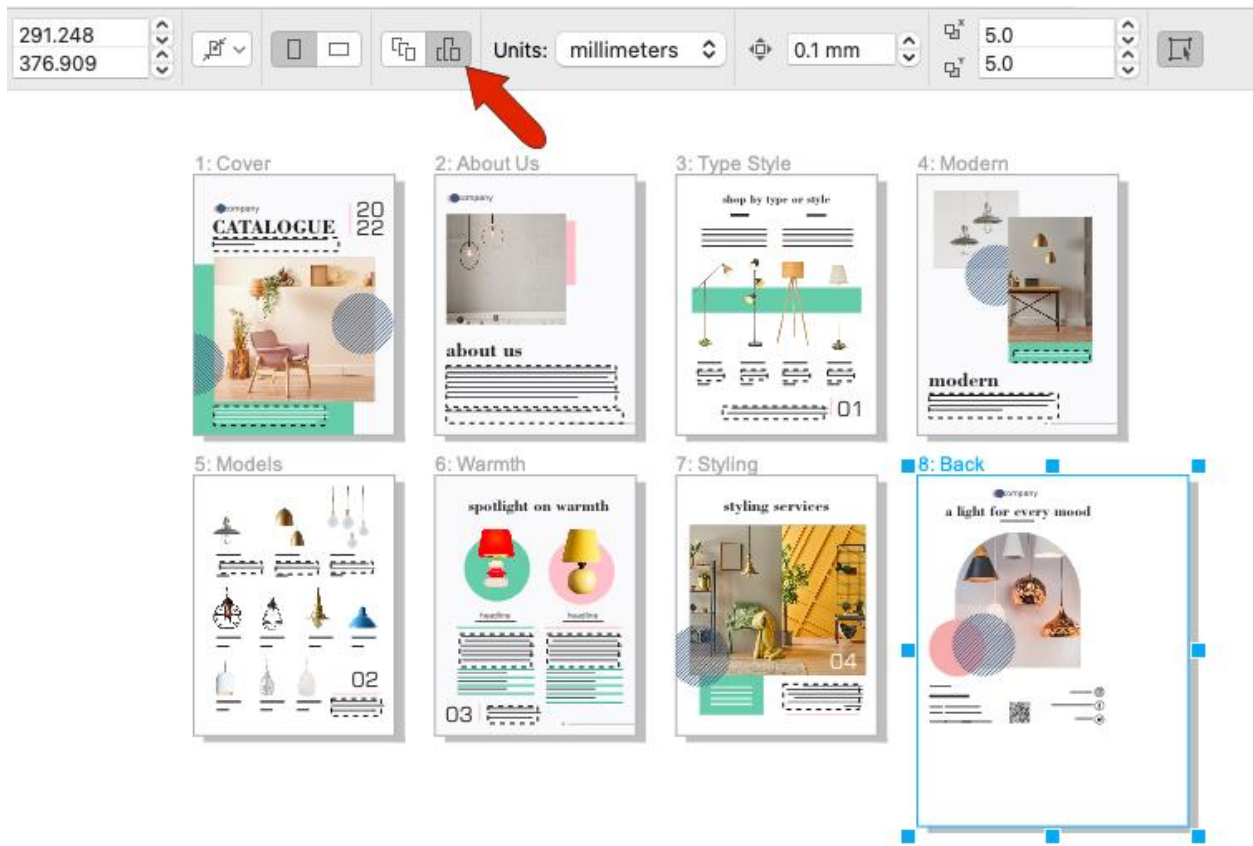 291.248
376.909
Units: millimeters
0.1 mm
x 5.0
y 5.0
1: Cover
2: About Us
3: Type Style
4: Modern
company
CATALOGUE
20
22
company
about us
shop by type or style
01
modern
5: Models
6: Warmth
7: Styling
8: Back
02
spotlight on warmth
headline headline
03
styling services
04
company
a light for every mood